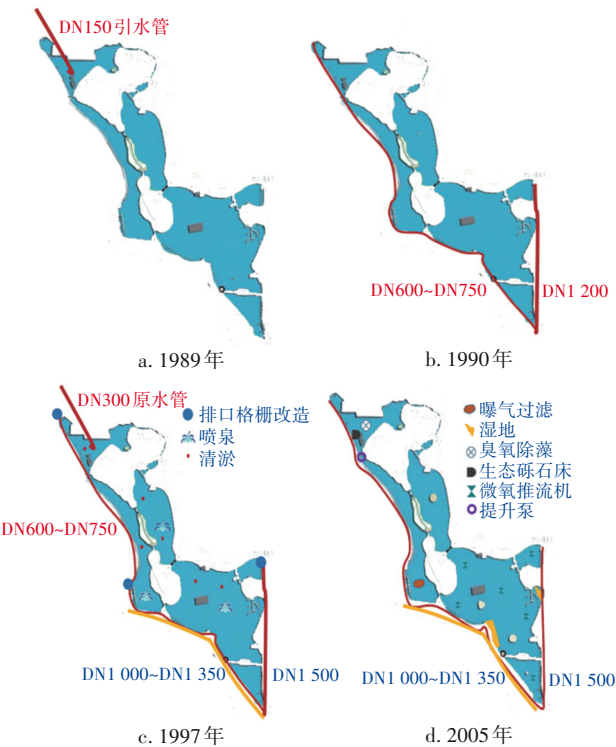 DN150引水管
a. 1989年
DN600~DN750
DN1 200
b. 1990年
DN300原水管
排口格栅改造
喷泉
清淤
DN600~DN750
DN1 000~DN1 350
DN1 500
c. 1997年
曝气过滤
湿地
臭氧除藻
生态砾石床
微氧推流机
提升泵
DN1 000~DN1 350
DN1 500
d. 2005年